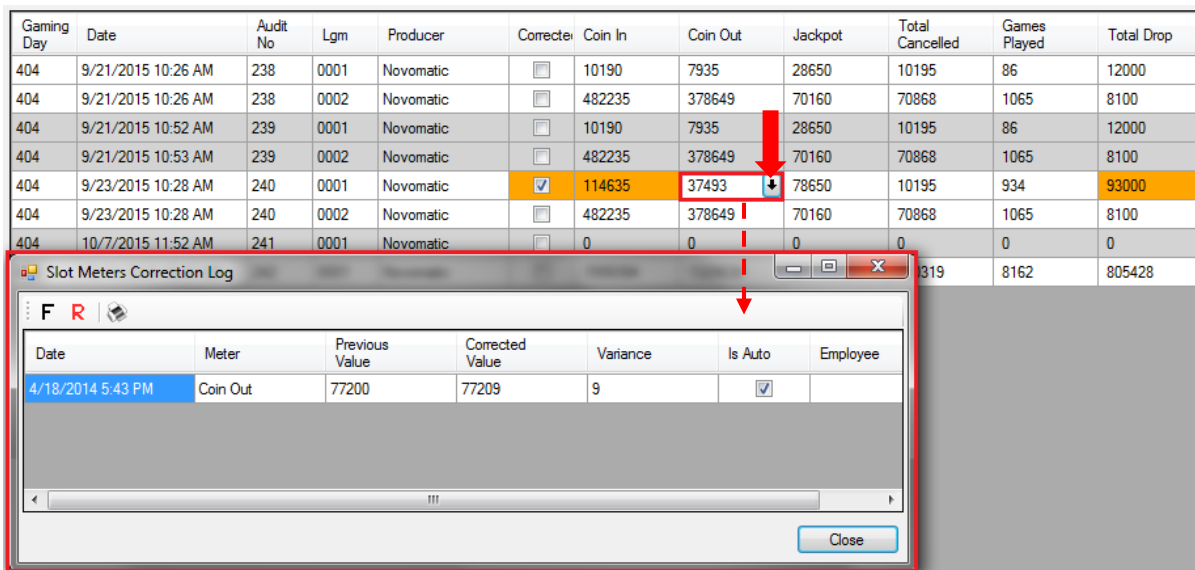 Gaming Day Date Audit No Lgm Producer Corrected Coin In Coin Out Jackpot Total Cancelled Games Played Total Drop
404 9/21/2015 10:26 AM 238 0001 Novomatic 10190 7935 28650 10195 86 12000
404 9/21/2015 10:26 AM 238 0002 Novomatic 482235 378649 70160 70868 1065 8100
404 9/21/2015 10:52 AM 239 0001 Novomatic 10190 7935 28650 10195 86 12000
404 9/21/2015 10:53 AM 239 0002 Novomatic 482235 378649 70160 70868 1065 8100
404 9/23/2015 10:28 AM 240 0001 Novomatic 114635 37493 78650 10195 934 93000
404 9/23/2015 10:28 AM 240 0002 Novomatic 482235 378649 70160 70868 1065 8100
404 10/7/2015 11:52 AM 241 0001 Novomatic 0 0 0 0 0 0
319 8162 805428
Slot Meters Correction Log
F R
Date Meter Previous Value Corrected Value Variance Is Auto Employee
4/18/2014 5:43 PM Coin Out 77200 77209 9
Close